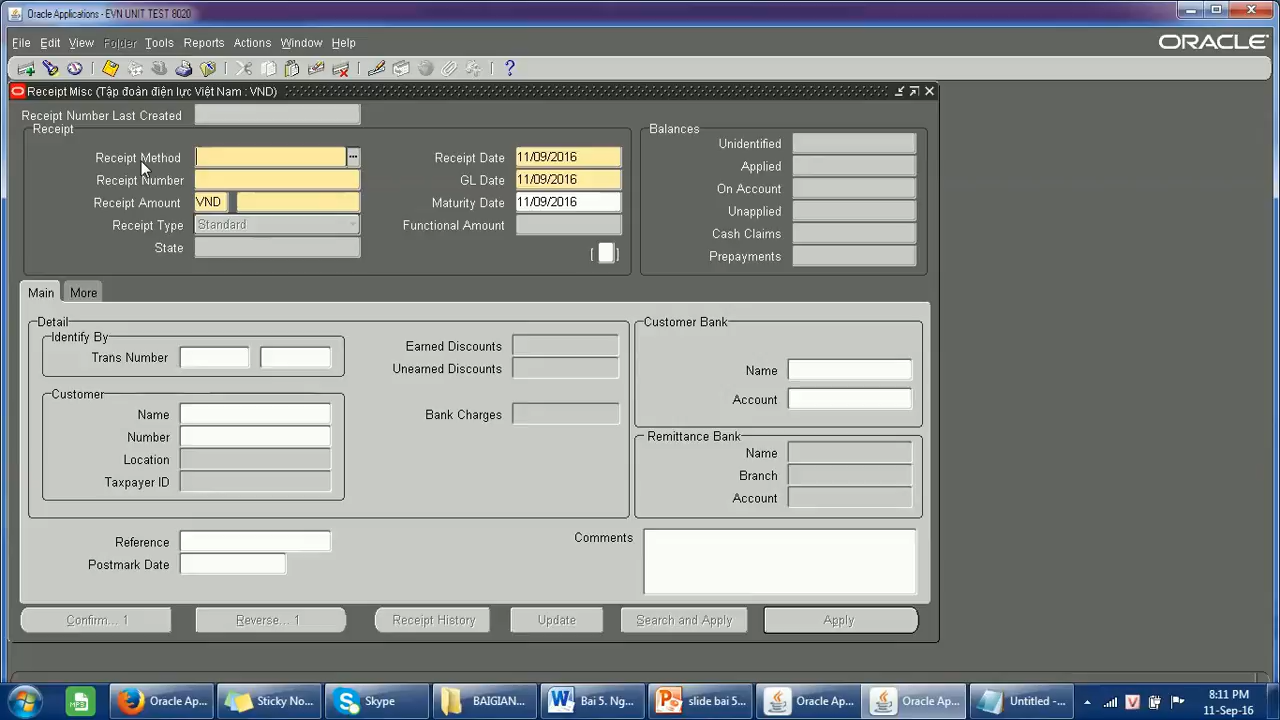 Oracle Applications - EVN UNIT TEST 8020
File Edit View Folder Tools Reports Actions Window Help
ORACLE
Receipt Misc (Tập đoàn điện lực Việt Nam : VND)
Receipt Number Last Created
Receipt
Balances
Receipt Method
Receipt Date 11/09/2016
Unidentified
Receipt Number
GL Date 11/09/2016
Applied
Receipt Amount VND
Maturity Date 11/09/2016
On Account
Receipt Type Standard
Functional Amount
Unapplied
State
[ ]
Cash Claims
Prepayments
Main More
Detail
Identify By
Trans Number
Earned Discounts
Unearned Discounts
Bank Charges
Customer
Name
Number
Location
Taxpayer ID
Customer Bank
Name
Account
Remittance Bank
Name
Branch
Account
Reference
Postmark Date
Comments
Confirm... 1 Reverse... 1 Receipt History Update Search and Apply Apply
MP3 Oracle Ap... Sticky No... Skype BAIGIAN... Bai 5. Ng... slide bai 5... Oracle Ap... Oracle Ap... Untitled -... V 8:11 PM
11-Sep-16